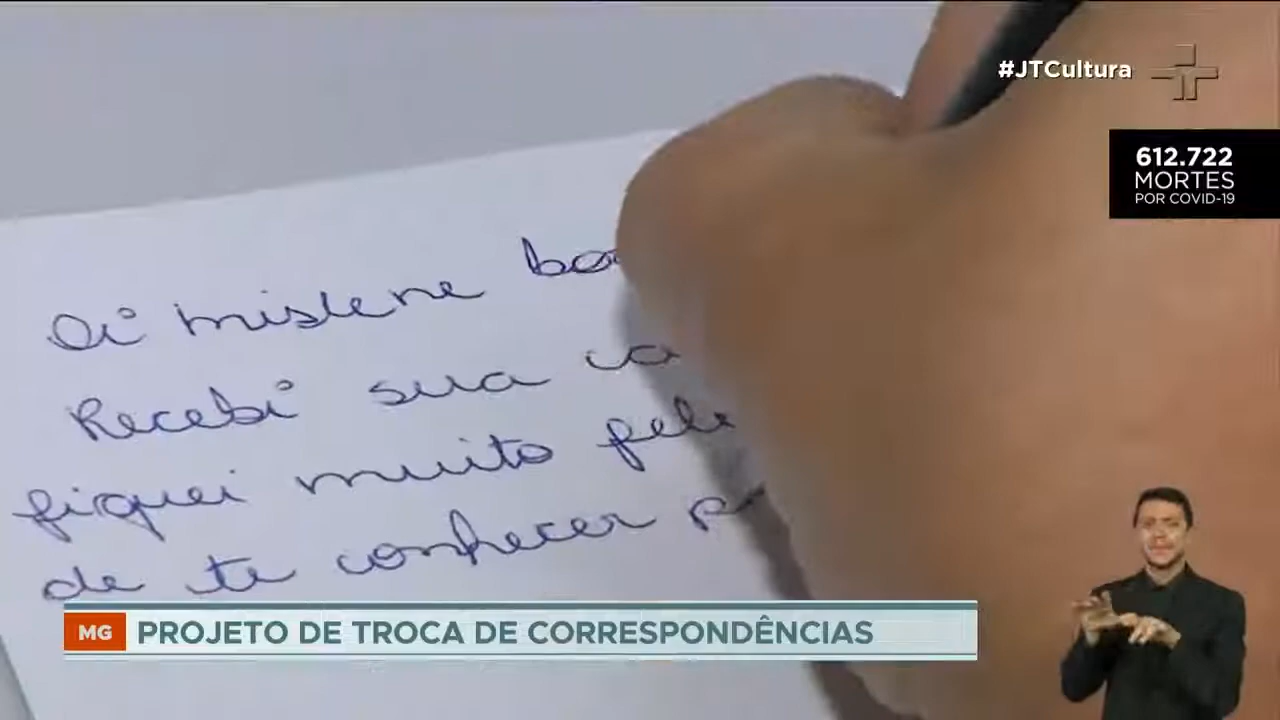 #JTCultura
612.722
MORTES
POR COVID-19
Oi mislene
Recebi sua
fiquei muito
de te conhecer
MG PROJETO DE TROCA DE CORRESPONDÊNCIAS